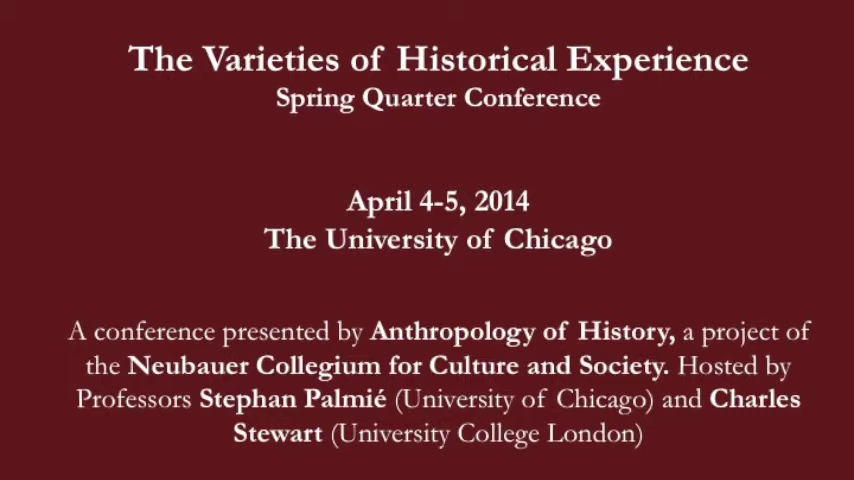 The Varieties of Historical Experience
Spring Quarter Conference
April 4-5, 2014
The University of Chicago
A conference presented by Anthropology of History, a project of
the Neubauer Collegium for Culture and Society. Hosted by
Professors Stephan Palmié (University of Chicago) and Charles
Stewart (University College London)